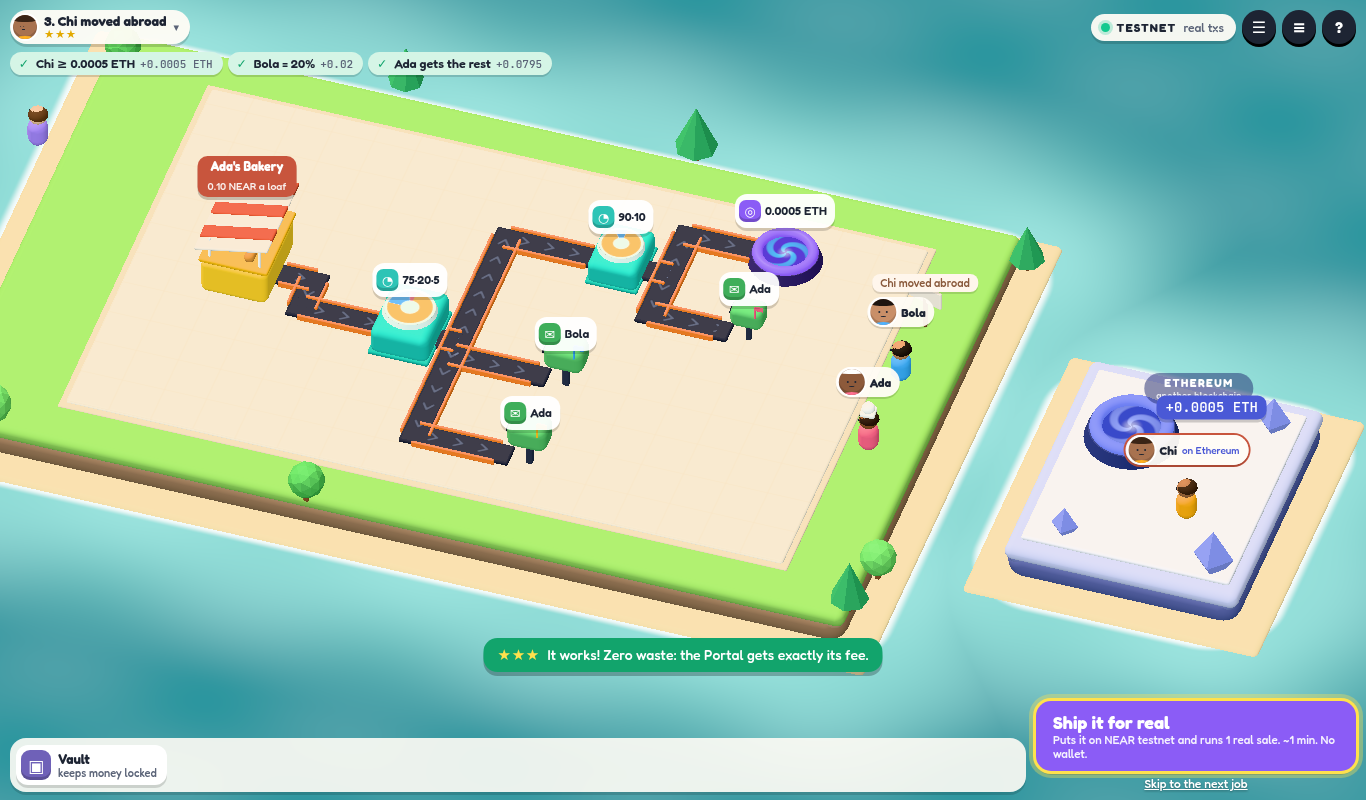 3. Chi moved abroad
★★★
TESTNET real txs
?
✓ Chi ≥ 0.0005 ETH +0.0005 ETH
✓ Bola = 20% +0.02
✓ Ada gets the rest +0.0795
Ada's Bakery
0.10 NEAR a loaf
90·10
0.0005 ETH
75·20·5
Ada
Chi moved abroad
Bola
Bola
Ada
Ada
ETHEREUM
another blockchain
+0.0005 ETH
Chi on Ethereum
★★★ It works! Zero waste: the Portal gets exactly its fee.
Ship it for real
Puts it on NEAR testnet and runs 1 real sale. ~1 min. No
wallet.
Vault
keeps money locked
Skip to the next job